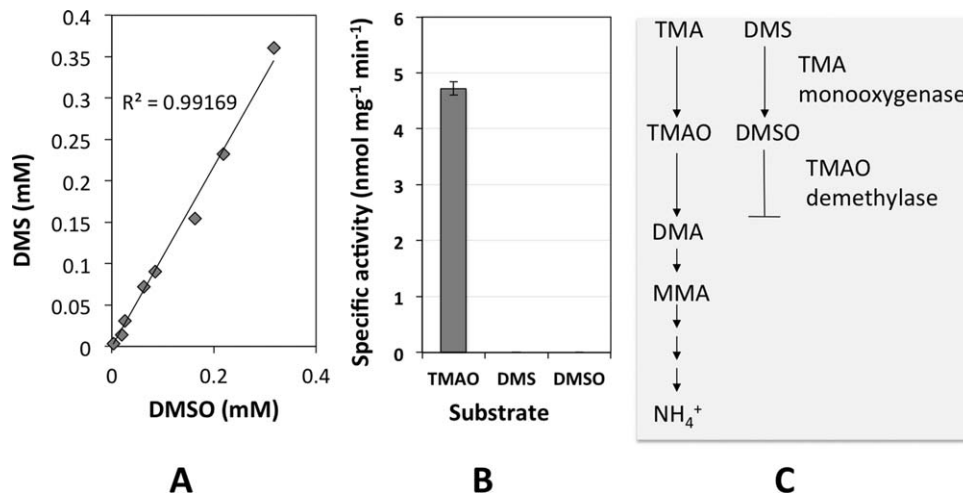 0.4
0.35
0.3
0.25
0.2
0.15
0.1
0.05
0
DMS (mM)
R² = 0.99169
0 0.2 0.4
DMSO (mM)
A
Specific activity (nmol mg⁻¹ min⁻¹)
6
5
4
3
2
1
0
TMAO DMS DMSO
Substrate
B
TMA DMS
TMA
monooxygenase
TMAO DMSO
TMAO
demethylase
DMA
MMA
NH₄⁺
C